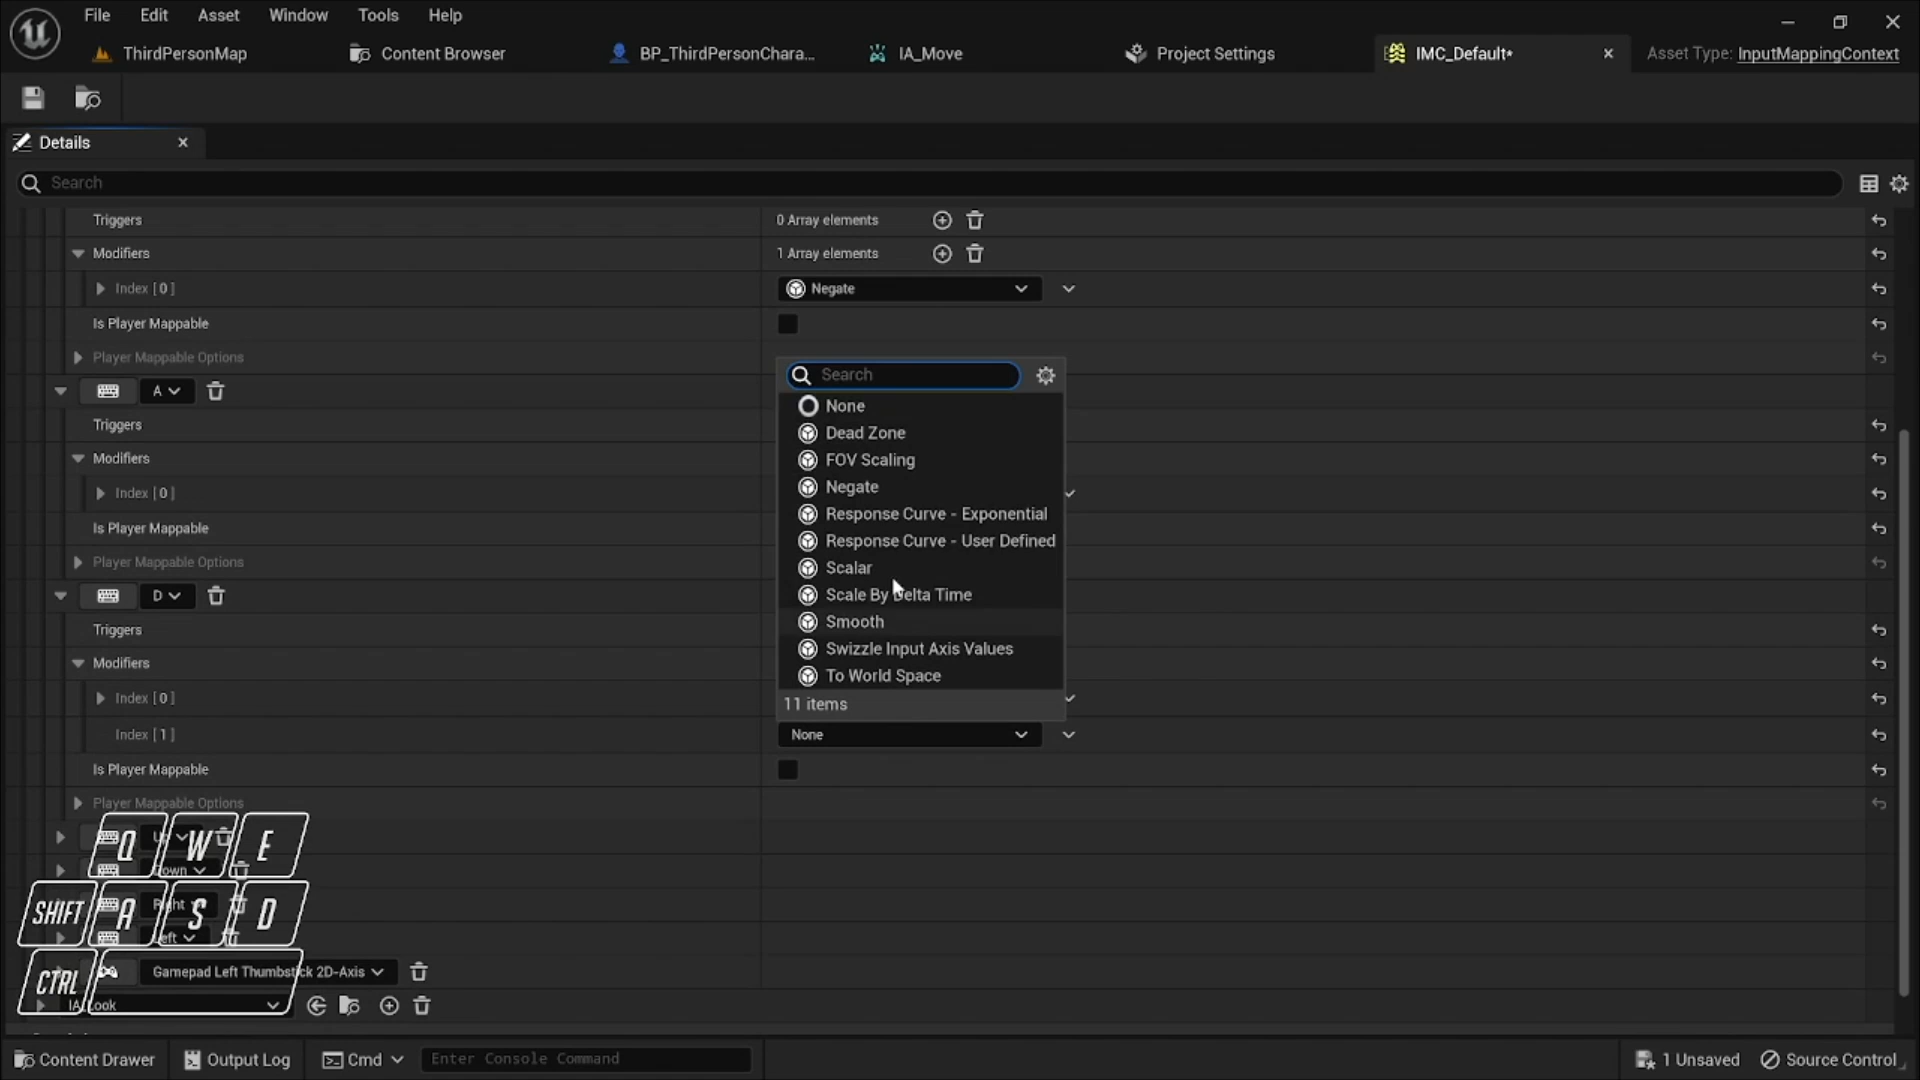 File Edit Asset Window Tools Help
ThirdPersonMap Content Browser BP_ThirdPersonChara... IA_Move Project Settings IMC_Default* Asset Type: InputMappingContext
Details
Search
Triggers 0 Array elements
Modifiers 1 Array elements
Index [ 0 ] Negate
Is Player Mappable
Player Mappable Options
Search
A
None
Triggers
Dead Zone
Modifiers
FOV Scaling
Negate
Index [ 0 ]
Response Curve - Exponential
Is Player Mappable
Response Curve - User Defined
Player Mappable Options
Scalar
D
Scale By Delta Time
Triggers
Smooth
Swizzle Input Axis Values
Modifiers
To World Space
Index [ 0 ]
11 items
Index [ 1 ] None
Is Player Mappable
Player Mappable Options
Q W E
Up
Down
SHIFT A S D
Right
Left
CTRL
Gamepad Left Thumbstick 2D-Axis
IA_Look
Content Drawer Output Log Cmd Enter Console Command 1 Unsaved Source Control